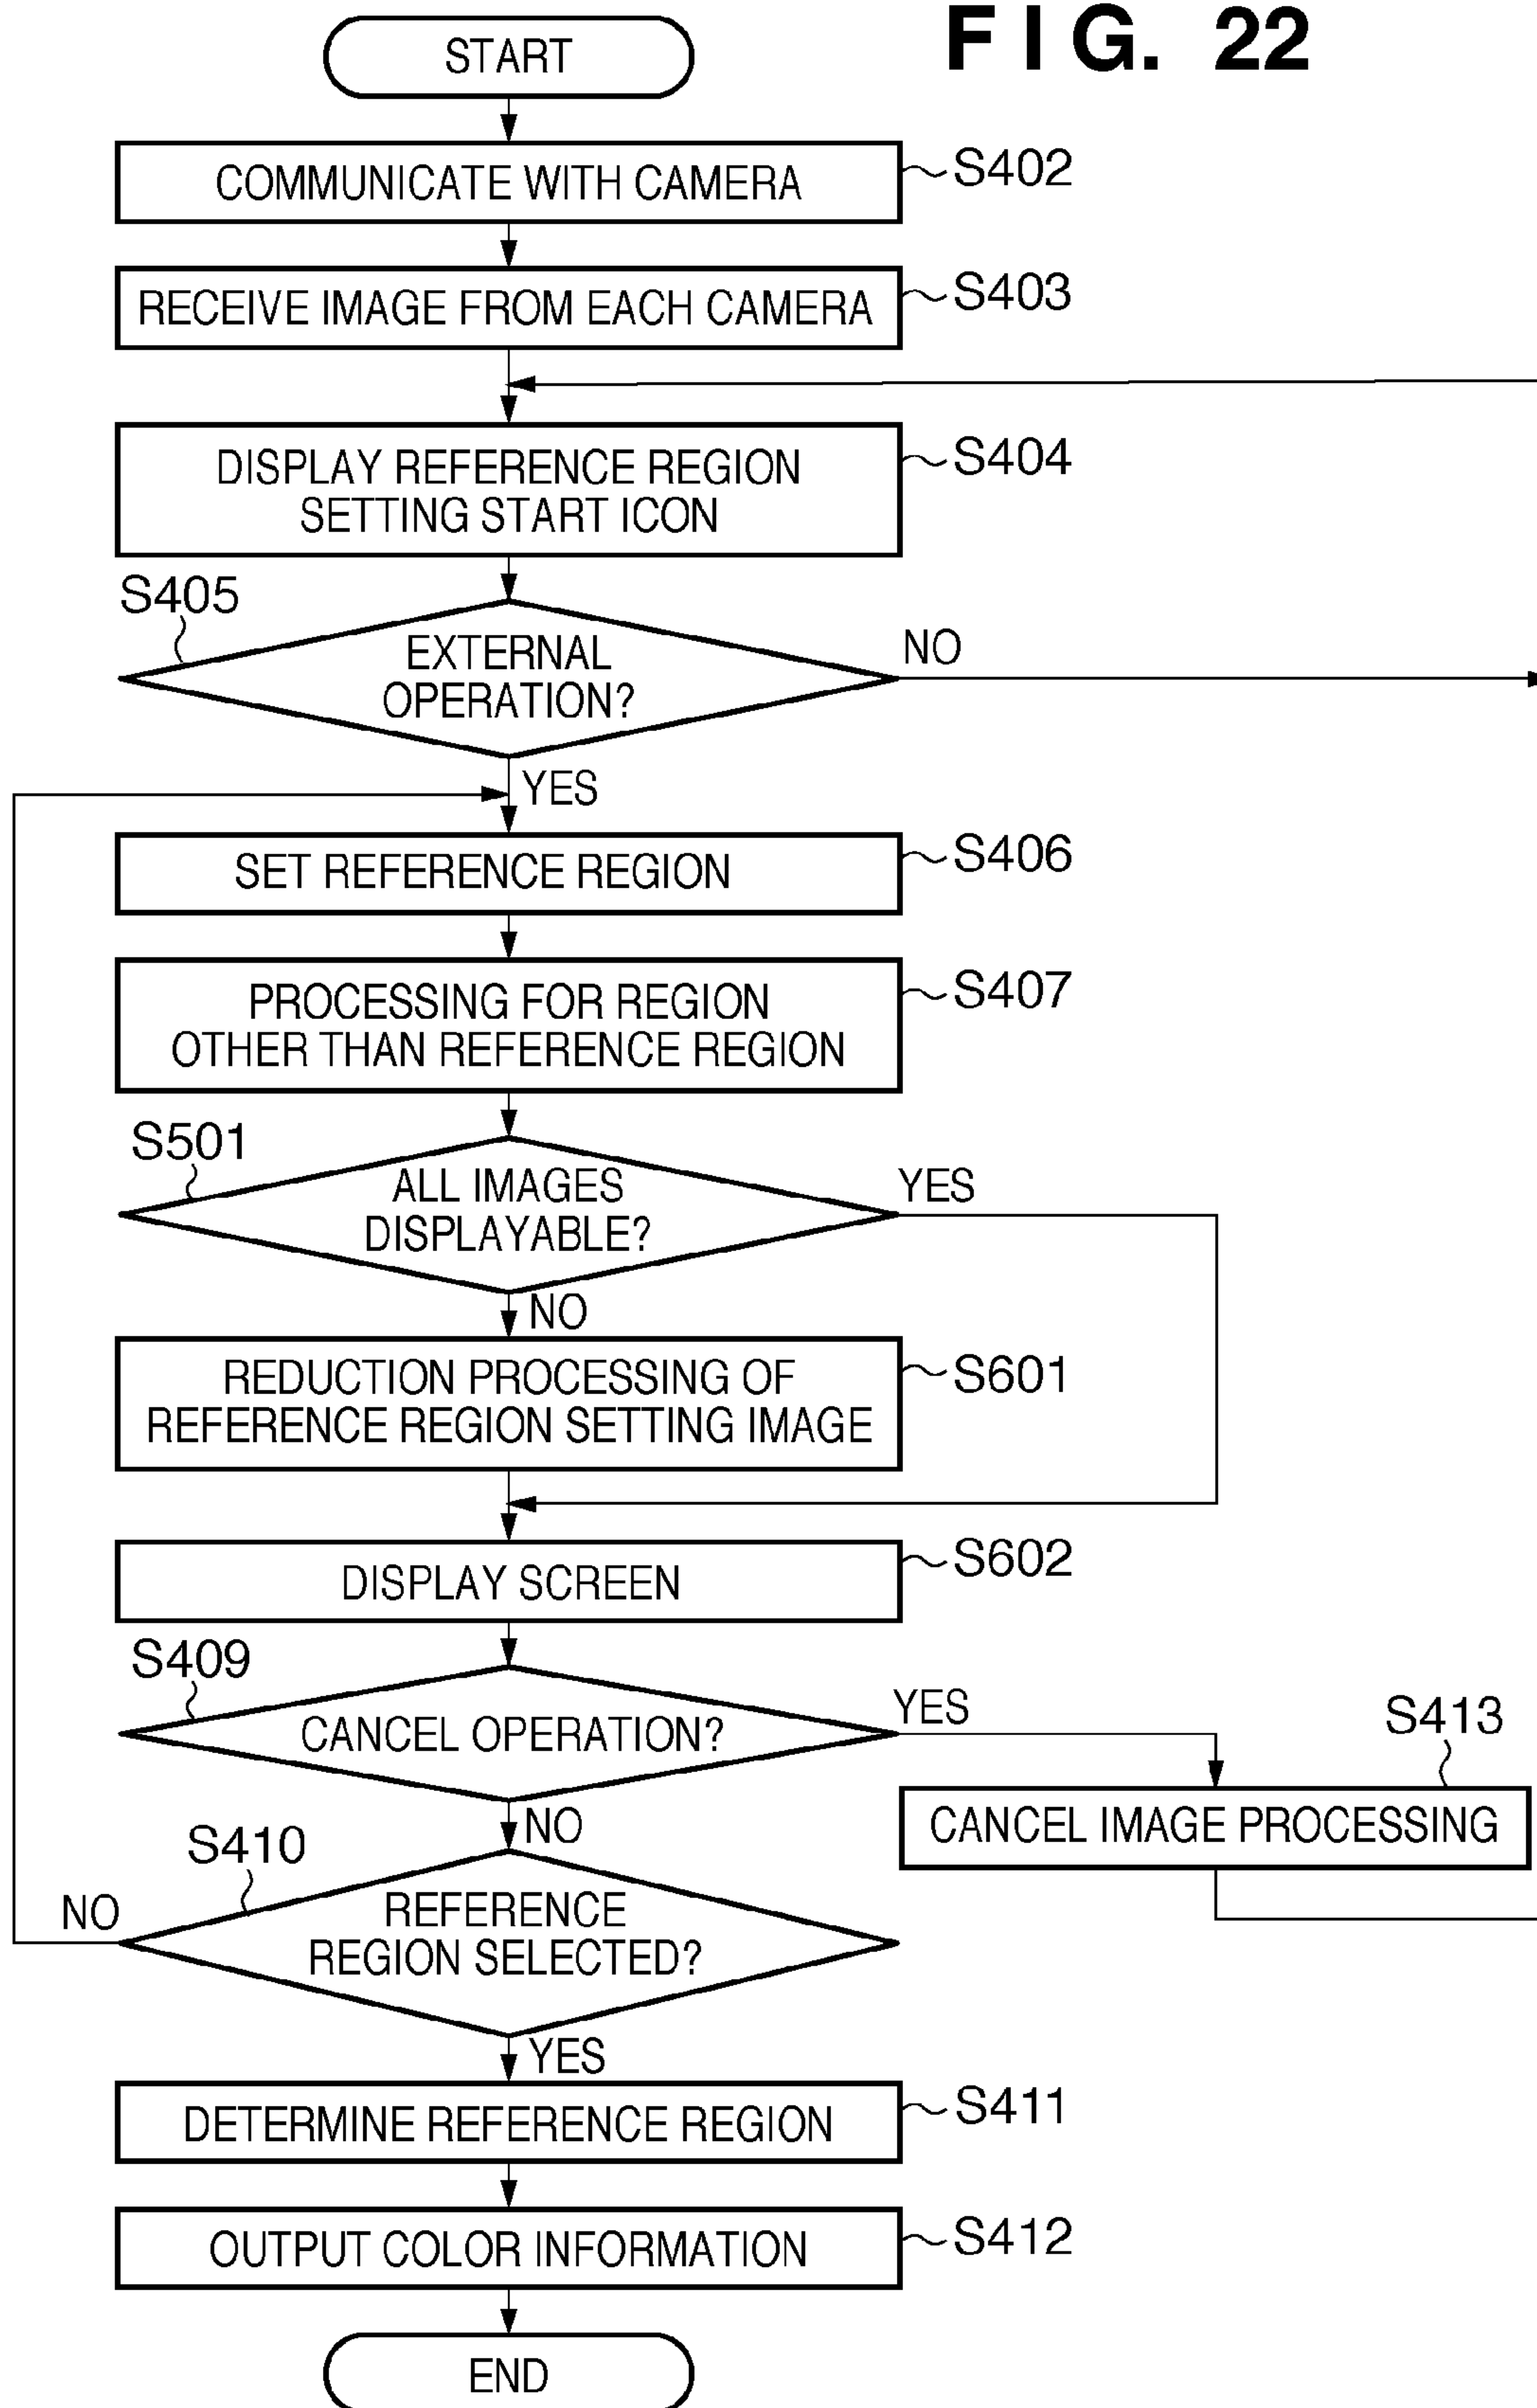 FIG. 22
START
COMMUNICATE WITH CAMERA
S402
RECEIVE IMAGE FROM EACH CAMERA
S403
DISPLAY REFERENCE REGION
SETTING START ICON
S404
S405
EXTERNAL
OPERATION?
NO
YES
SET REFERENCE REGION
S406
PROCESSING FOR REGION
OTHER THAN REFERENCE REGION
S407
S501
ALL IMAGES
DISPLAYABLE?
YES
NO
REDUCTION PROCESSING OF
REFERENCE REGION SETTING IMAGE
S601
DISPLAY SCREEN
S602
S409
CANCEL OPERATION?
YES
S413
CANCEL IMAGE PROCESSING
NO
S410
REFERENCE
REGION SELECTED?
NO
YES
DETERMINE REFERENCE REGION
S411
OUTPUT COLOR INFORMATION
S412
END